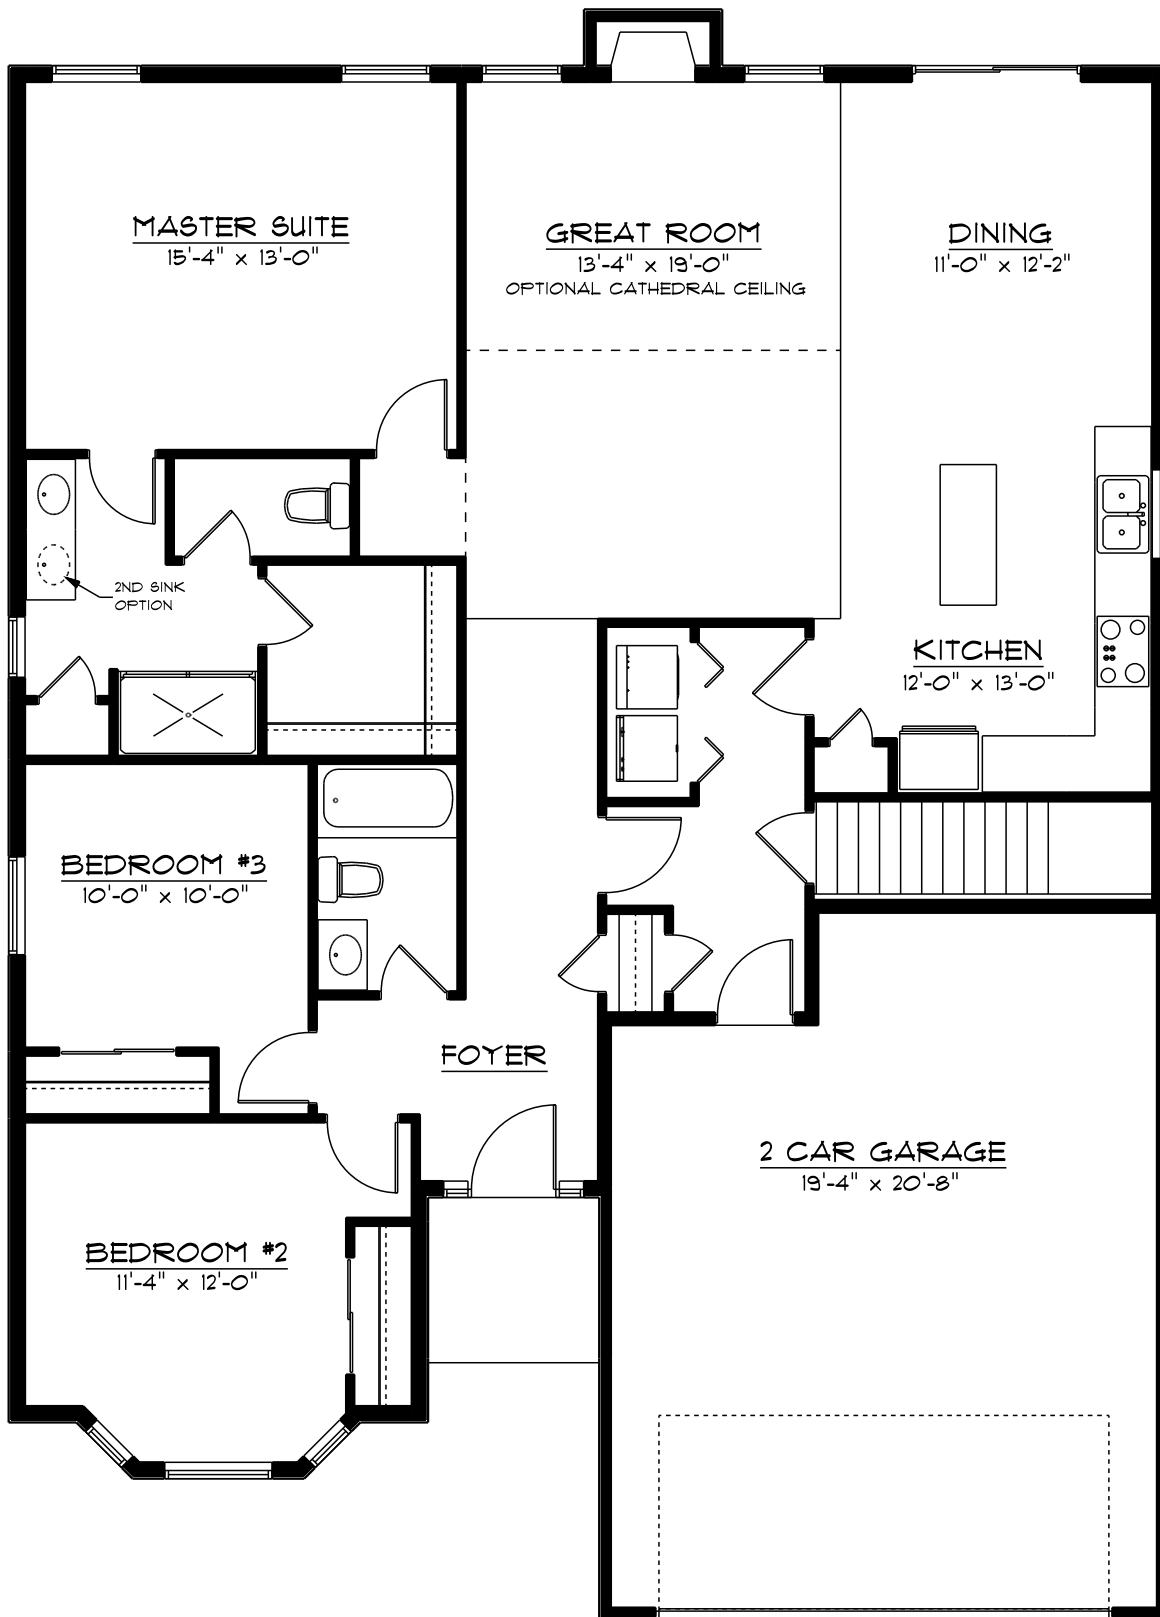 MASTER SUITE
15'-4" x 13'-0"
GREAT ROOM
13'-4" x 19'-0"
OPTIONAL CATHEDRAL CEILING
DINING
11'-0" x 12'-2"
2ND SINK
OPTION
KITCHEN
12'-0" x 13'-0"
BEDROOM #3
10'-0" x 10'-0"
FOYER
2 CAR GARAGE
19'-4" x 20'-8"
BEDROOM #2
11'-4" x 12'-0"